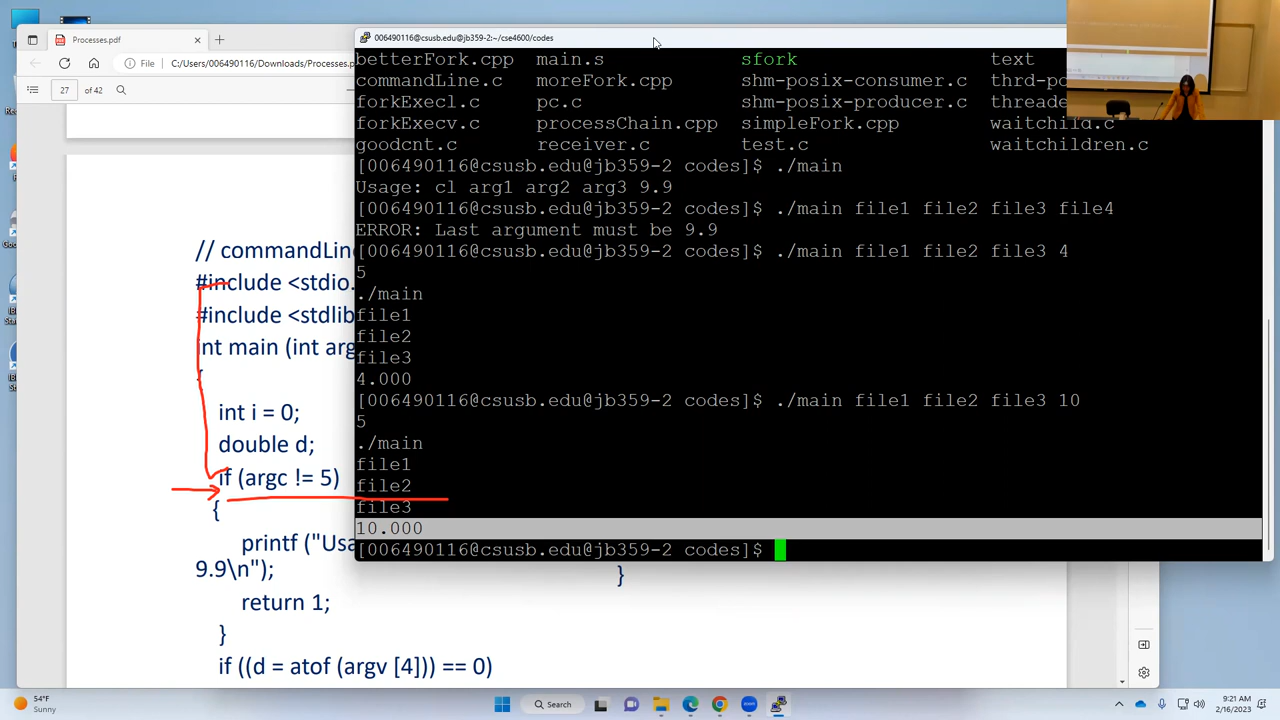 Processes.pdf
File
C:/Users/006490116/Downloads/Processes.p
27
of 42
// commandLin
#include <stdio.
#include <stdlib
int main (int arg
{
int i = 0;
double d;
if (argc != 5)
{
printf ("Usa
9.9\n");
return 1;
}
if ((d = atof (argv [4])) == 0)
}
006490116@csusb.edu@jb359-2:~/cse4600/codes
betterFork.cpp main.s sfork text
commandLine.c moreFork.cpp shm-posix-consumer.c thrd-po
forkExecl.c pc.c shm-posix-producer.c threade
forkExecv.c processChain.cpp simpleFork.cpp waitchild.c
goodcnt.c receiver.c test.c waitchildren.c
[006490116@csusb.edu@jb359-2 codes]$ ./main
Usage: cl arg1 arg2 arg3 9.9
[006490116@csusb.edu@jb359-2 codes]$ ./main file1 file2 file3 file4
ERROR: Last argument must be 9.9
[006490116@csusb.edu@jb359-2 codes]$ ./main file1 file2 file3 4
5
./main
file1
file2
file3
4.000
[006490116@csusb.edu@jb359-2 codes]$ ./main file1 file2 file3 10
5
./main
file1
file2
file3
10.000
[006490116@csusb.edu@jb359-2 codes]$
54°F
Sunny
Search
9:21 AM
2/16/2023